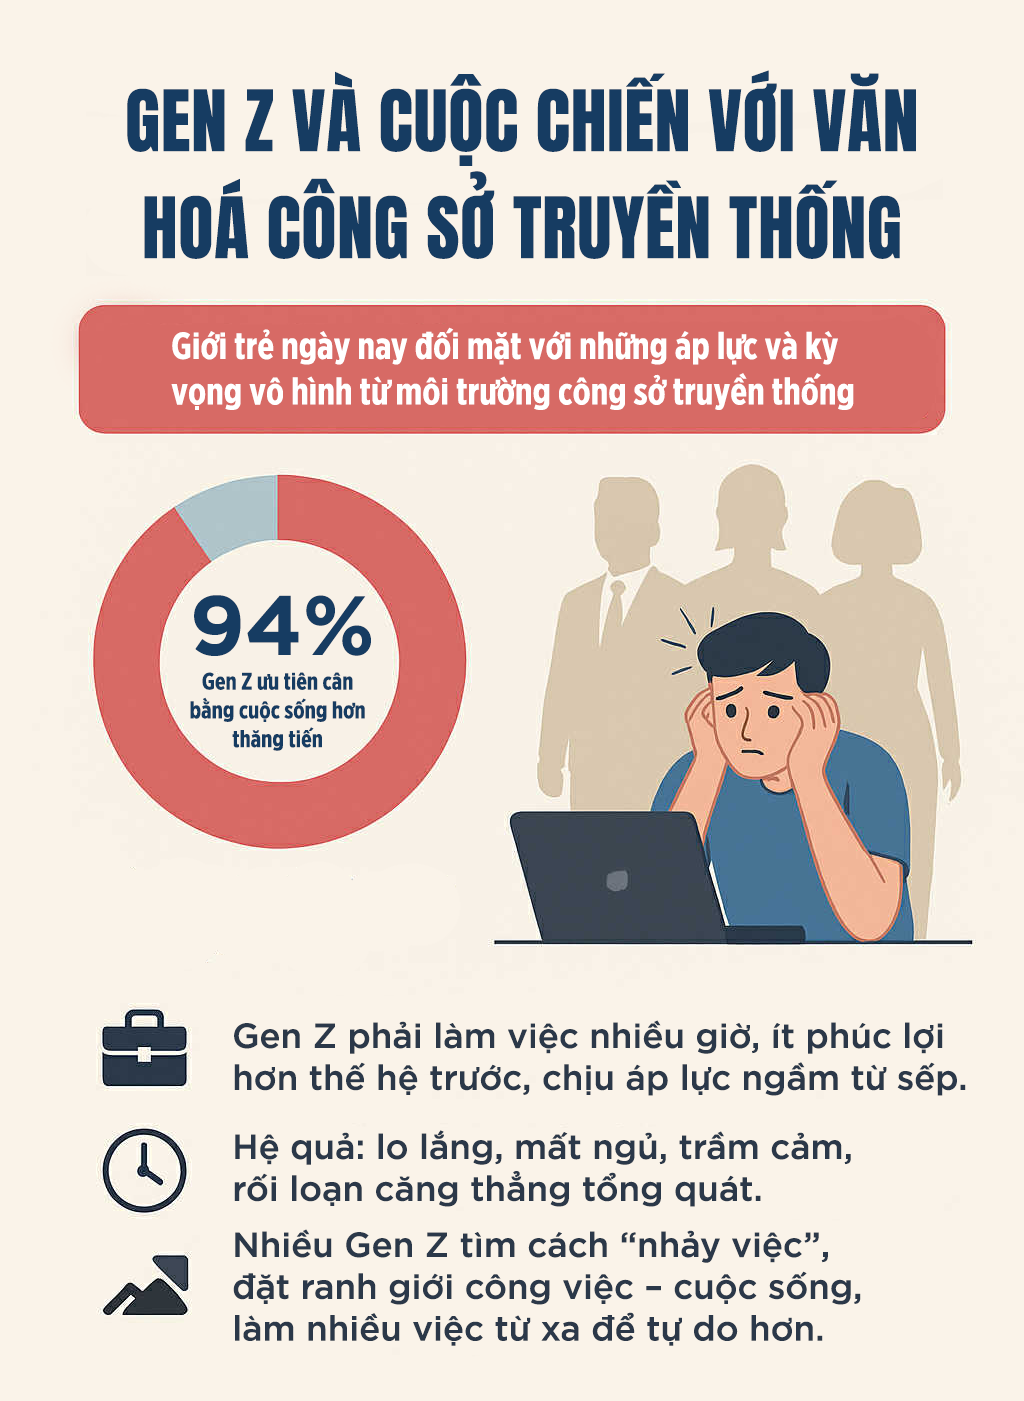 GEN Z VÀ CUỘC CHIẾN VỚI VĂN
HOÁ CÔNG SỞ TRUYỀN THỐNG
Giới trẻ ngày nay đối mặt với những áp lực và kỳ
vọng vô hình từ môi trường công sở truyền thống
94%
Gen Z ưu tiên cân
bằng cuộc sống hơn
thăng tiến
Gen Z phải làm việc nhiều giờ, ít phúc lợi
hơn thế hệ trước, chịu áp lực ngầm từ sếp.
Hệ quả: lo lắng, mất ngủ, trầm cảm,
rối loạn căng thẳng tổng quát.
Nhiều Gen Z tìm cách “nhảy việc”,
đặt ranh giới công việc – cuộc sống,
làm nhiều việc từ xa để tự do hơn.